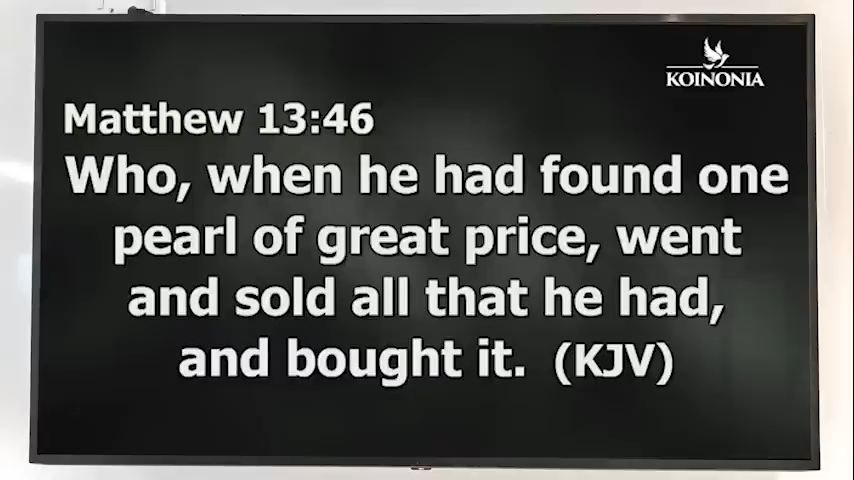 KOINONIA
Matthew 13:46
Who, when he had found one
pearl of great price, went
and sold all that he had,
and bought it. (KJV)